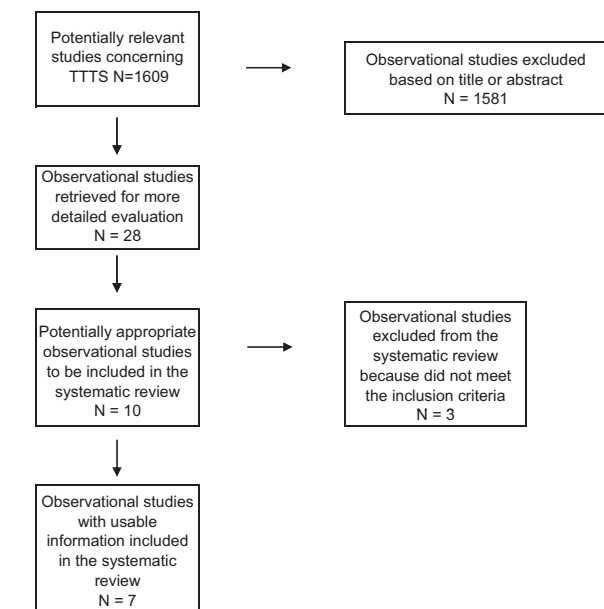 Potentially relevant
studies concerning
TTTS N=1609
Observational studies excluded
based on title or abstract
N = 1581
Observational studies
retrieved for more
detailed evaluation
N = 28
Potentially appropriate
observational studies
to be included in the
systematic review
N = 10
Observational studies
excluded from the
systematic review
because did not meet
the inclusion criteria
N = 3
Observational studies
with usable
information included
in the systematic
review
N = 7